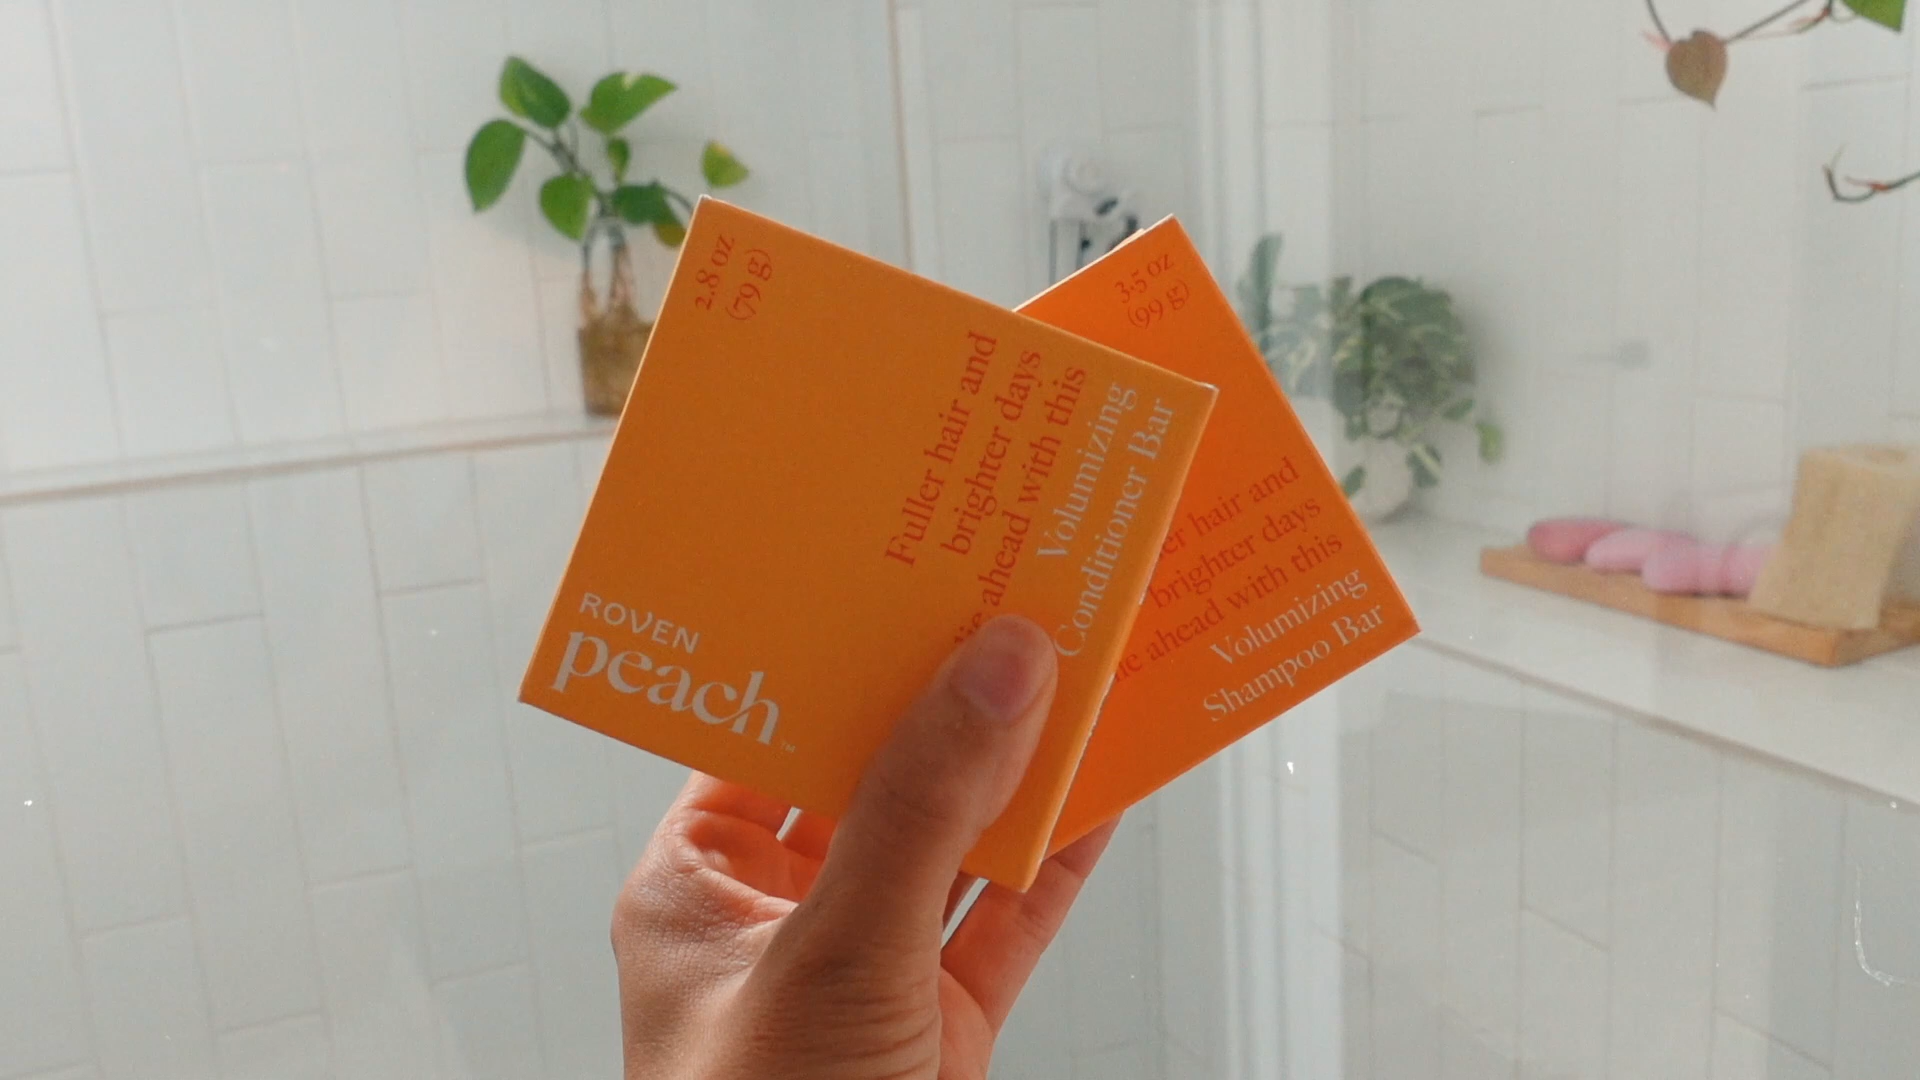 2.8 oz
(79 g)
Fuller hair and
brighter days
ahead with this
Volumizing
Conditioner Bar
ROVEN
peach™
3.5 oz
(99 g)
hair and
brighter days
ahead with this
Volumizing
Shampoo Bar